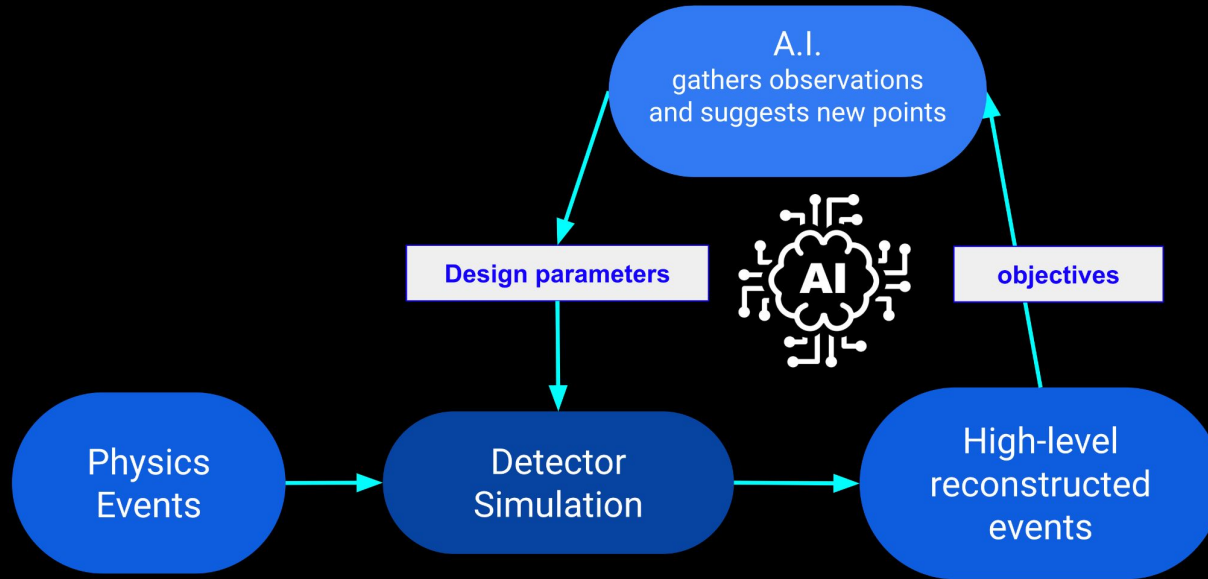 A.I.
gathers observations
and suggests new points
Design parameters
AI
objectives
Physics
Events
Detector
Simulation
High-level
reconstructed
events